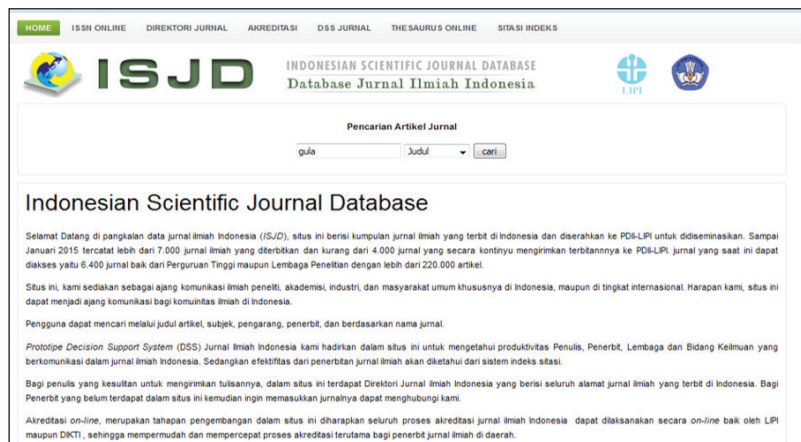 HOME ISSN ONLINE DIREKTORI JURNAL AKREDITASI DSS JURNAL THESAURUS ONLINE SITASI INDEKS
ISJD
INDONESIAN SCIENTIFIC JOURNAL DATABASE
Database Jurnal Ilmiah Indonesia
LIPI
Pencarian Artikel Jurnal
gula Judul cari
Indonesian Scientific Journal Database
Selamat Datang di pangkalan data jurnal ilmiah Indonesia (ISJD), situs ini berisi kumpulan jurnal ilmiah yang terbit di Indonesia dan diserahkan ke PDII-LIPI untuk didiseminasikan. Sampai
Januari 2015 tercatat lebih dari 7.000 jurnal ilmiah yang diterbitkan dan kurang dari 4.000 jurnal yang secara kontinyu mengirimkan terbitannnya ke PDII-LIPI. jurnal yang saat ini dapat
diakses yaitu 6.400 jurnal baik dari Perguruan Tinggi maupun Lembaga Penelitian dengan lebih dari 220.000 artikel.
Situs ini, kami sediakan sebagai ajang komunikasi ilmiah peneliti, akademisi, industri, dan masyarakat umum khususnya di Indonesia, maupun di tingkat internasional. Harapan kami, situs ini
dapat menjadi ajang komunikasi bagi komuinitas ilmiah di Indonesia.
Pengguna dapat mencari melalui judul artikel, subjek, pengarang, penerbit, dan berdasarkan nama jurnal.
Prototipe Decision Support System (DSS) Jurnal Ilmiah Indonesia kami hadirkan dalam situs ini untuk mengetahui produktivitas Penulis, Penerbit, Lembaga dan Bidang Keilmuan yang
berkomunikasi dalam jurnal ilmiah Indonesia. Sedangkan efektifitas dari penerbitan jurnal ilmiah akan diketahui dari sistem indeks sitasi.
Bagi penulis yang kesulitan untuk mengirimkan tulisannya, dalam situs ini terdapat Direktori Jurnal ilmiah Indonesia yang berisi seluruh alamat jurnal ilmiah yang terbit di Indonesia. Bagi
Penerbit yang belum terdapat dalam situs ini kemudian ingin memasukkan jurnalnya dapat menghubungi kami.
Akreditasi on-line, merupakan tahapan pengembangan dalam situs ini diharapkan seluruh proses akreditasi jurnal ilmiah Indonesia dapat dilaksanakan secara on-line baik oleh LIPI
maupun DIKTI , sehingga mempermudah dan mempercepat proses akreditasi terutama bagi penerbit jurnal ilmiah di daerah.